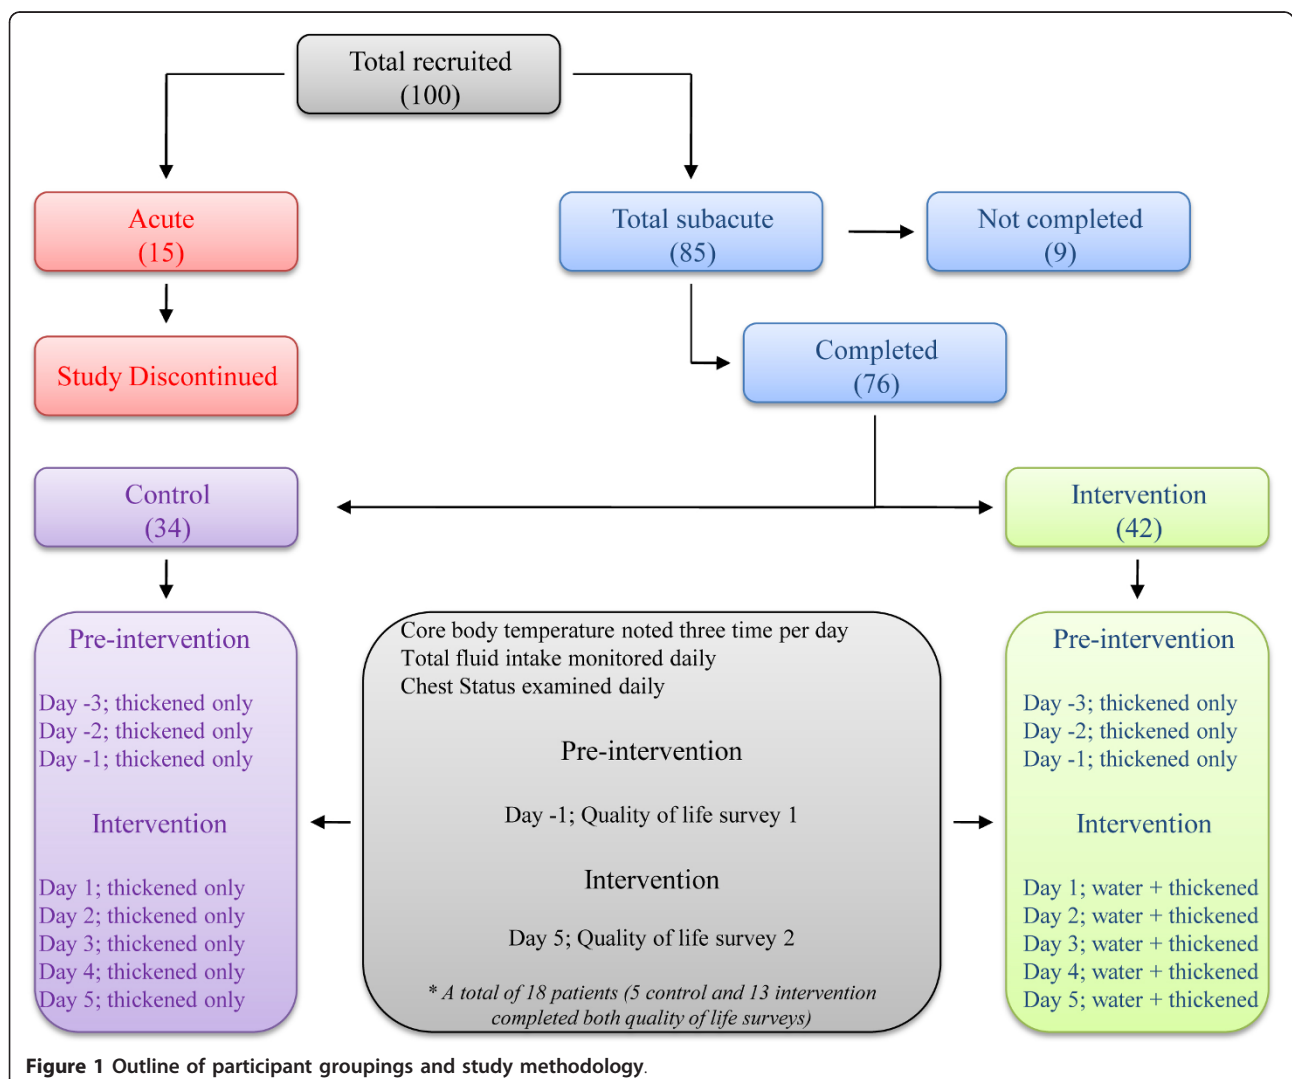 Total recruited
(100)
Acute
(15)
Total subacute
(85)
Not completed
(9)
Study Discontinued
Completed
(76)
Control
(34)
Intervention
(42)
Pre-intervention
Day -3; thickened only
Day -2; thickened only
Day -1; thickened only
Intervention
Day 1; thickened only
Day 2; thickened only
Day 3; thickened only
Day 4; thickened only
Day 5; thickened only
Core body temperature noted three time per day
Total fluid intake monitored daily
Chest Status examined daily
Pre-intervention
Day -1; Quality of life survey 1
Intervention
Day 5; Quality of life survey 2
* A total of 18 patients (5 control and 13 intervention
completed both quality of life surveys)
Pre-intervention
Day -3; thickened only
Day -2; thickened only
Day -1; thickened only
Intervention
Day 1; water + thickened
Day 2; water + thickened
Day 3; water + thickened
Day 4; water + thickened
Day 5; water + thickened
Figure 1 Outline of participant groupings and study methodology.